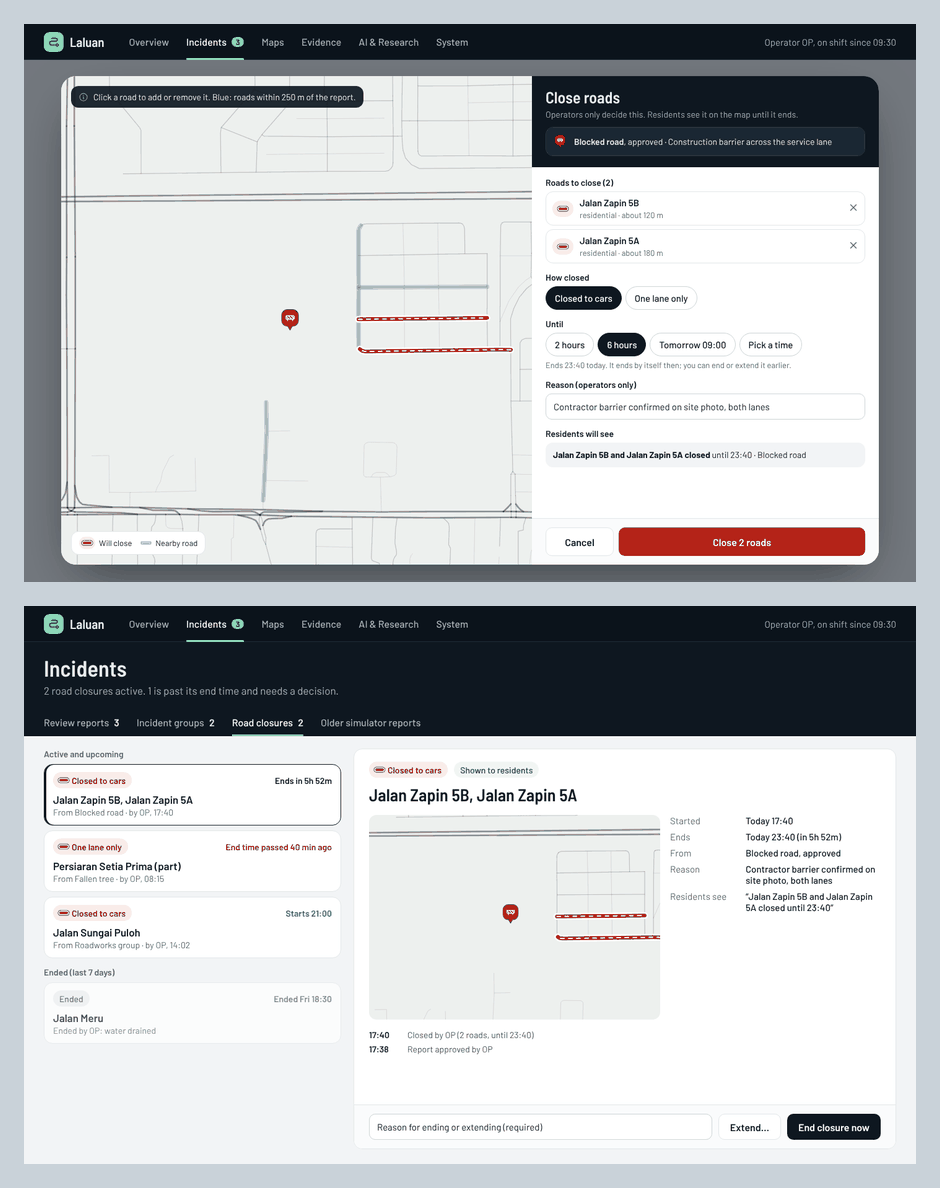 Laluan
Overview
Incidents 3
Maps
Evidence
AI & Research
System
Operator OP, on shift since 09:30
Click a road to add or remove it. Blue: roads within 250 m of the report.
Will close
Nearby road
Close roads
Operators only decide this. Residents see it on the map until it ends.
Blocked road, approved · Construction barrier across the service lane
Roads to close (2)
Jalan Zapin 5B
residential · about 120 m
Jalan Zapin 5A
residential · about 180 m
How closed
Closed to cars
One lane only
Until
2 hours
6 hours
Tomorrow 09:00
Pick a time
Ends 23:40 today. It ends by itself then; you can end or extend it earlier.
Reason (operators only)
Contractor barrier confirmed on site photo, both lanes
Residents will see
Jalan Zapin 5B and Jalan Zapin 5A closed until 23:40 · Blocked road
Cancel
Close 2 roads
Laluan
Overview
Incidents 3
Maps
Evidence
AI & Research
System
Operator OP, on shift since 09:30
Incidents
2 road closures active. 1 is past its end time and needs a decision.
Review reports 3
Incident groups 2
Road closures 2
Older simulator reports
Active and upcoming
Closed to cars
Ends in 5h 52m
Jalan Zapin 5B, Jalan Zapin 5A
From Blocked road · by OP, 17:40
One lane only
End time passed 40 min ago
Persiaran Setia Prima (part)
From Fallen tree · by OP, 08:15
Closed to cars
Starts 21:00
Jalan Sungai Puloh
From Roadworks group · by OP, 14:02
Ended (last 7 days)
Ended
Ended Fri 18:30
Jalan Meru
Ended by OP: water drained
Closed to cars
Shown to residents
Jalan Zapin 5B, Jalan Zapin 5A
Started Today 17:40
Ends Today 23:40 (in 5h 52m)
From Blocked road, approved
Reason Contractor barrier confirmed on
site photo, both lanes
Residents see "Jalan Zapin 5B and Jalan Zapin
5A closed until 23:40"
17:40 Closed by OP (2 roads, until 23:40)
17:38 Report approved by OP
Reason for ending or extending (required)
Extend...
End closure now